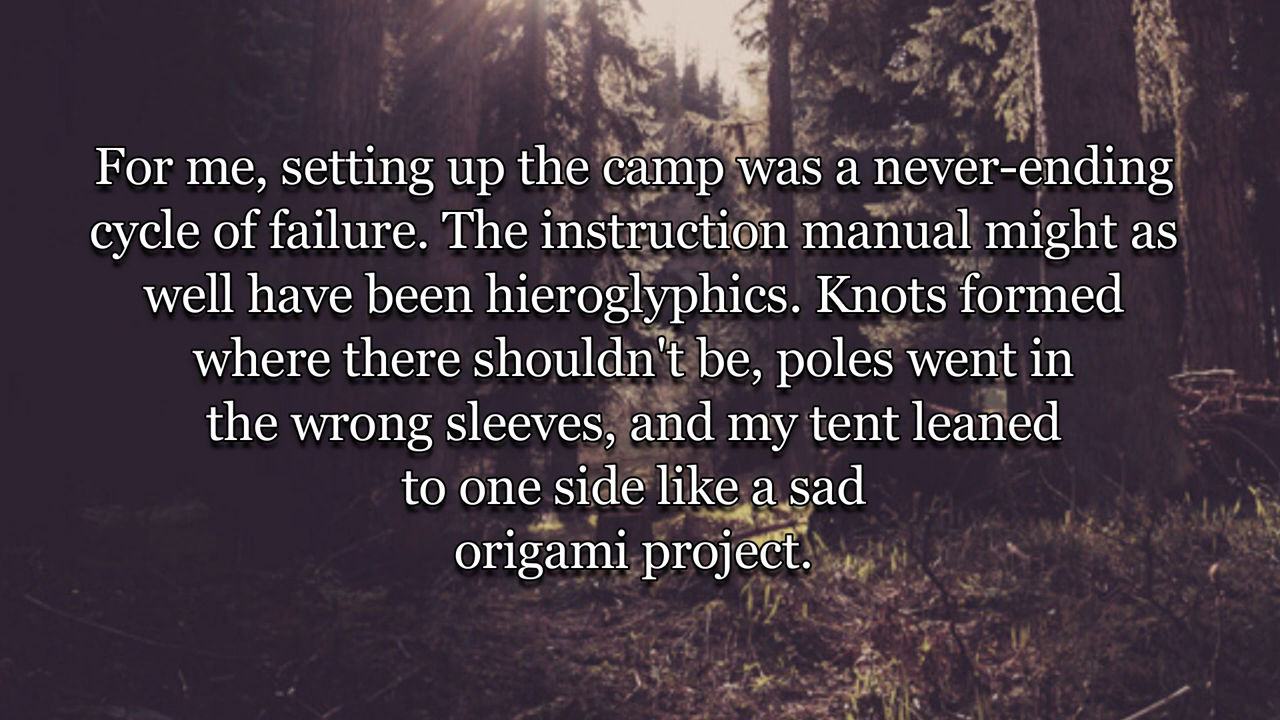 For me, setting up the camp was a never-ending
cycle of failure. The instruction manual might as
well have been hieroglyphics. Knots formed
where there shouldn't be, poles went in
the wrong sleeves, and my tent leaned
to one side like a sad
origami project.